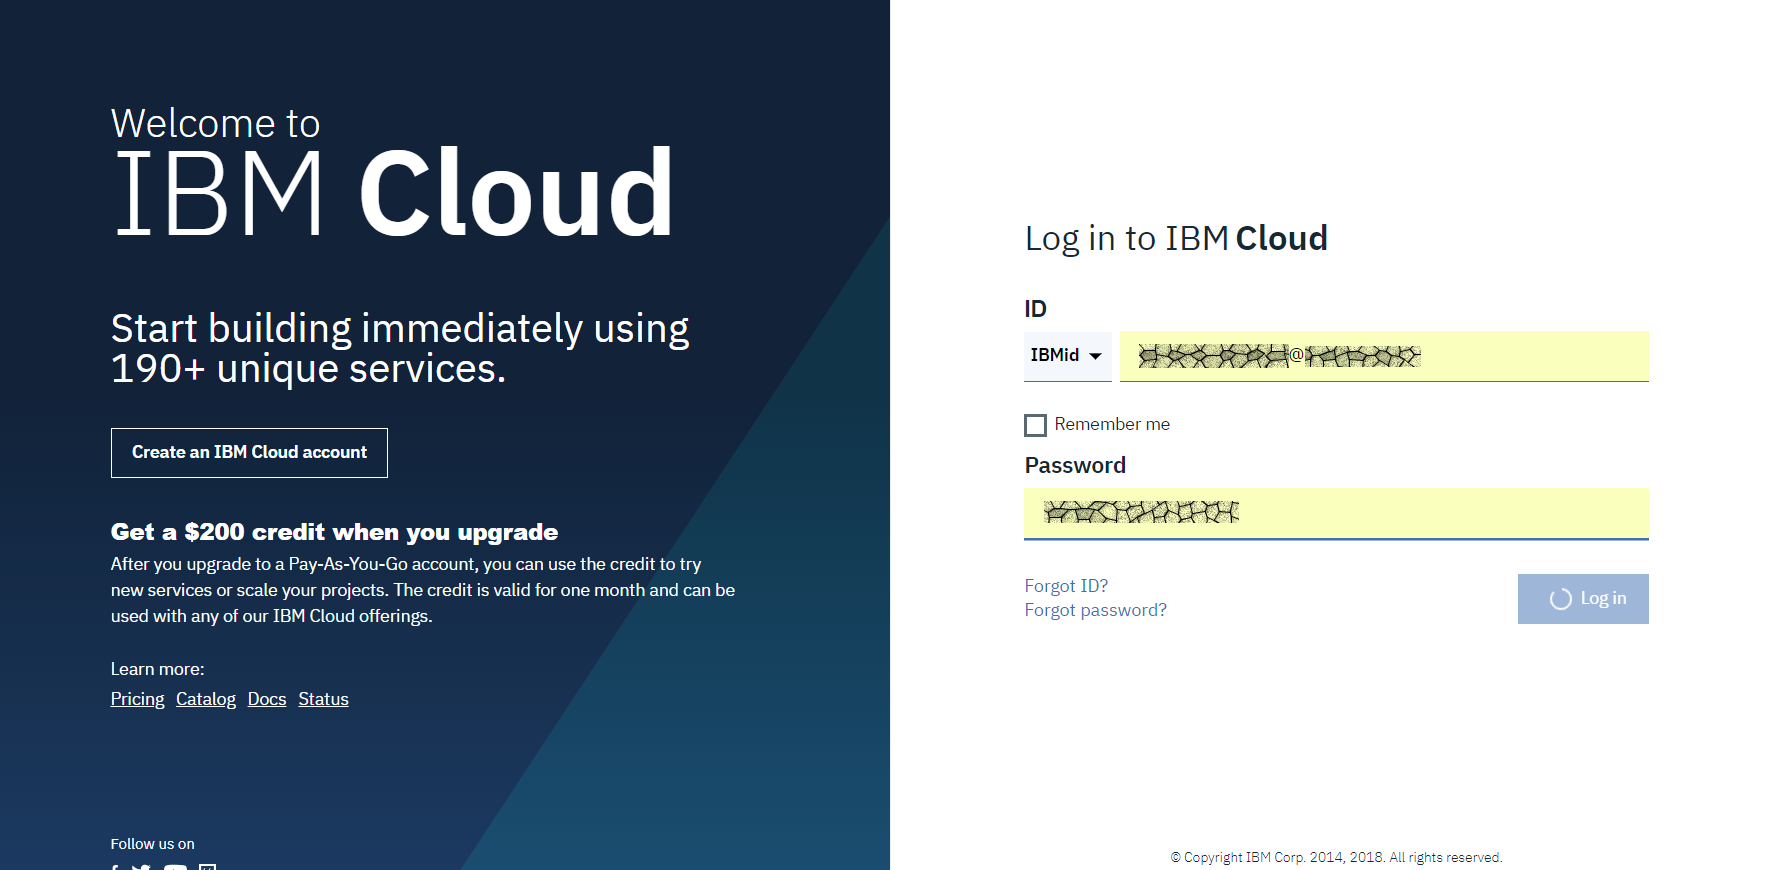 Welcome to
IBM Cloud
Start building immediately using
190+ unique services.
Create an IBM Cloud account
Get a $200 credit when you upgrade
After you upgrade to a Pay-As-You-Go account, you can use the credit to try
new services or scale your projects. The credit is valid for one month and can be
used with any of our IBM Cloud offerings.
Learn more:
Pricing Catalog Docs Status
Follow us on
Log in to IBM Cloud
ID
IBMid @
Remember me
Password
Forgot ID?
Forgot password?
Log in
© Copyright IBM Corp. 2014, 2018. All rights reserved.